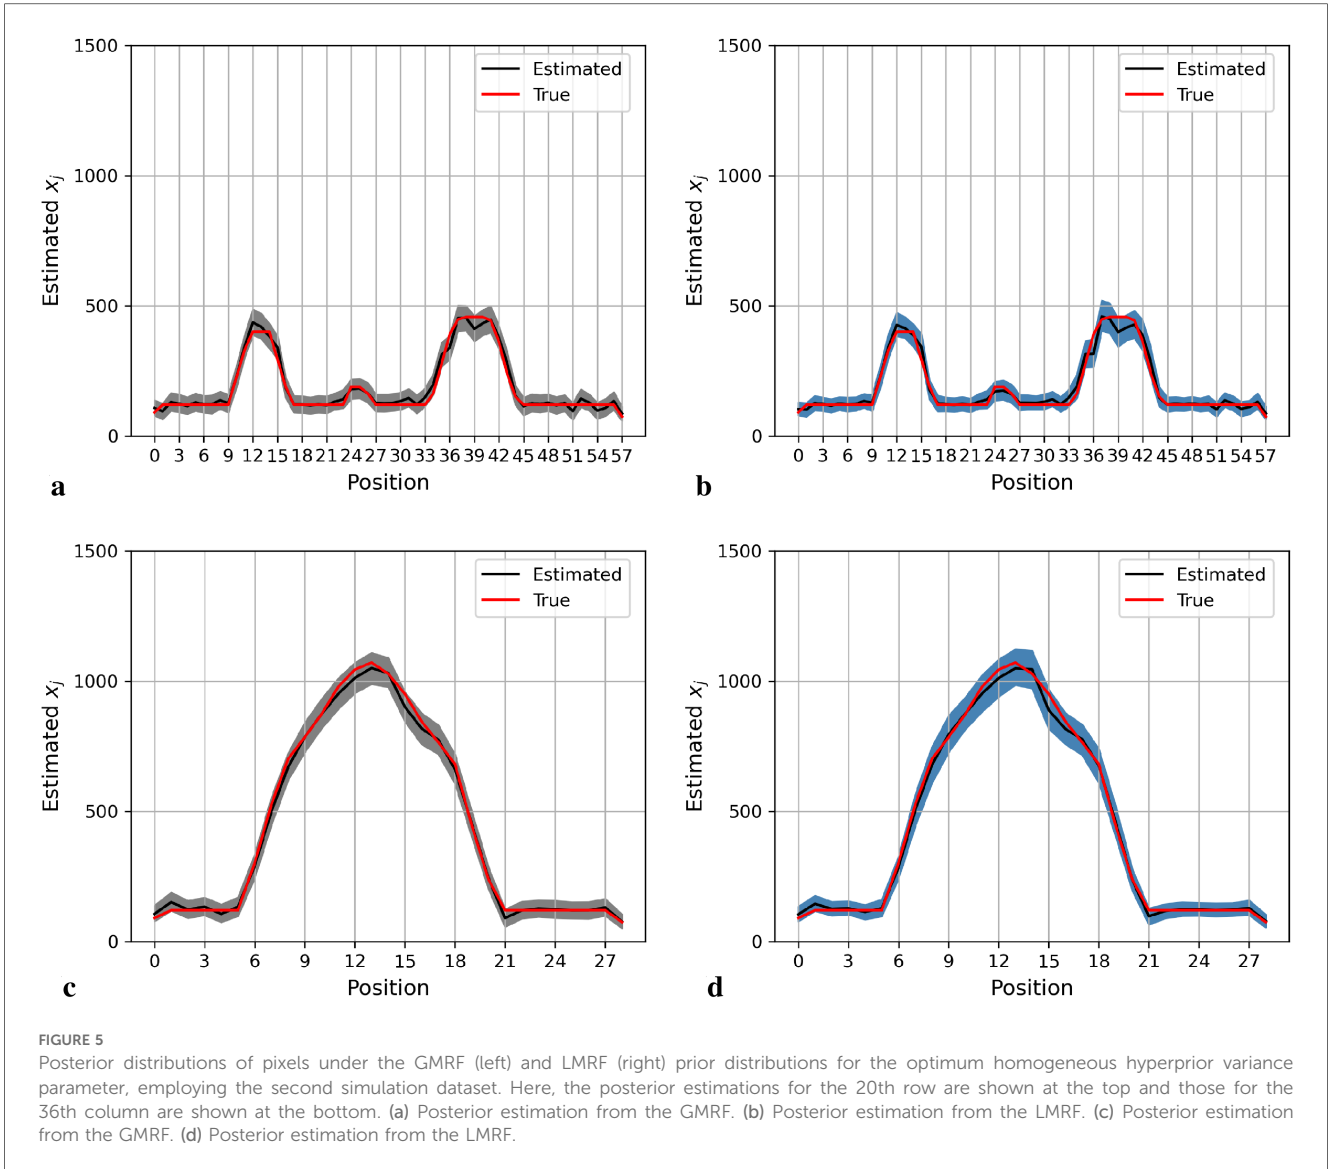 1500
1000
500
0
Estimated x_j
Estimated
True
0 3 6 9 12 15 18 21 24 27 30 33 36 39 42 45 48 51 54 57
Position
a
1500
1000
500
0
Estimated x_j
Estimated
True
0 3 6 9 12 15 18 21 24 27 30 33 36 39 42 45 48 51 54 57
Position
b
1500
1000
500
0
Estimated x_j
Estimated
True
0 3 6 9 12 15 18 21 24 27
Position
c
1500
1000
500
0
Estimated x_j
Estimated
True
0 3 6 9 12 15 18 21 24 27
Position
d
FIGURE 5
Posterior distributions of pixels under the GMRF (left) and LMRF (right) prior distributions for the optimum homogeneous hyperprior variance
parameter, employing the second simulation dataset. Here, the posterior estimations for the 20th row are shown at the top and those for the
36th column are shown at the bottom. (a) Posterior estimation from the GMRF. (b) Posterior estimation from the LMRF. (c) Posterior estimation
from the GMRF. (d) Posterior estimation from the LMRF.